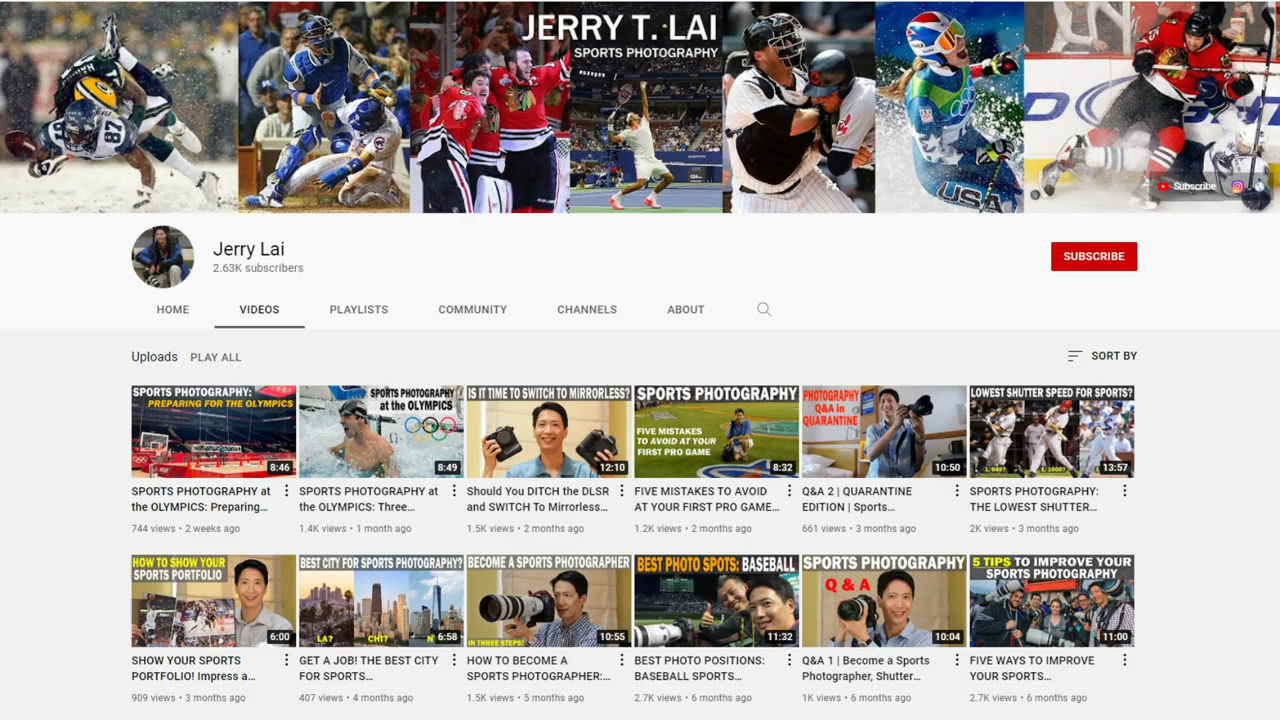 JERRY T. LAI
SPORTS PHOTOGRAPHY
87
USA
Subscribe
Jerry Lai
2.63K subscribers
SUBSCRIBE
HOME VIDEOS PLAYLISTS COMMUNITY CHANNELS ABOUT
Uploads PLAY ALL SORT BY
SPORTS PHOTOGRAPHY:
PREPARING FOR THE OLYMPICS
8:46
SPORTS PHOTOGRAPHY
at the OLYMPICS
8:49
IS IT TIME TO SWITCH TO MIRRORLESS?
12:10
SPORTS PHOTOGRAPHY
FIVE MISTAKES
TO AVOID AT YOUR
FIRST PRO GAME
8:32
PHOTOGRAPHY
Q&A in
QUARANTINE
10:50
LOWEST SHUTTER SPEED FOR SPORTS?
1/640?
1/1000?
13:57
SPORTS PHOTOGRAPHY at
the OLYMPICS: Preparing...
744 views • 2 weeks ago
SPORTS PHOTOGRAPHY at
the OLYMPICS: Three...
1.4K views • 1 month ago
Should You DITCH the DLSR
and SWITCH To Mirrorless...
1.5K views • 2 months ago
FIVE MISTAKES TO AVOID
AT YOUR FIRST PRO GAME...
1.2K views • 2 months ago
Q&A 2 | QUARANTINE
EDITION | Sports...
661 views • 3 months ago
SPORTS PHOTOGRAPHY:
THE LOWEST SHUTTER...
2K views • 3 months ago
HOW TO SHOW YOUR
SPORTS PORTFOLIO
6:00
BEST CITY FOR SPORTS PHOTOGRAPHY?
LA? CHI? N
6:58
BECOME A SPORTS PHOTOGRAPHER
IN THREE STEPS!
10:55
BEST PHOTO SPOTS: BASEBALL
11:32
SPORTS PHOTOGRAPHY
Q & A
10:04
5 TIPS TO IMPROVE YOUR
SPORTS PHOTOGRAPHY
11:00
SHOW YOUR SPORTS
PORTFOLIO! Impress a...
909 views • 3 months ago
GET A JOB! THE BEST CITY
FOR SPORTS...
407 views • 4 months ago
HOW TO BECOME A
SPORTS PHOTOGRAPHER:...
1.5K views • 5 months ago
BEST PHOTO POSITIONS:
BASEBALL SPORTS...
2.7K views • 6 months ago
Q&A 1 | Become a Sports
Photographer, Shutter...
1K views • 6 months ago
FIVE WAYS TO IMPROVE
YOUR SPORTS...
2.7K views • 6 months ago